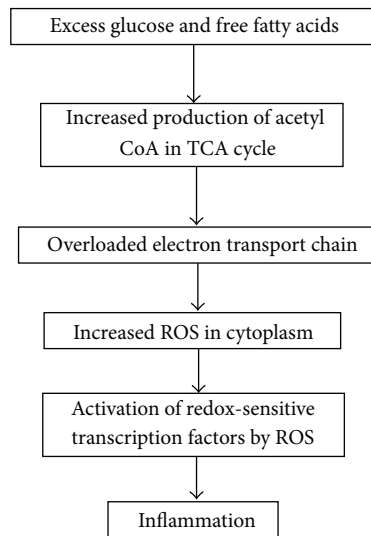 Excess glucose and free fatty acids
Increased production of acetyl
CoA in TCA cycle
Overloaded electron transport chain
Increased ROS in cytoplasm
Activation of redox-sensitive
transcription factors by ROS
Inflammation